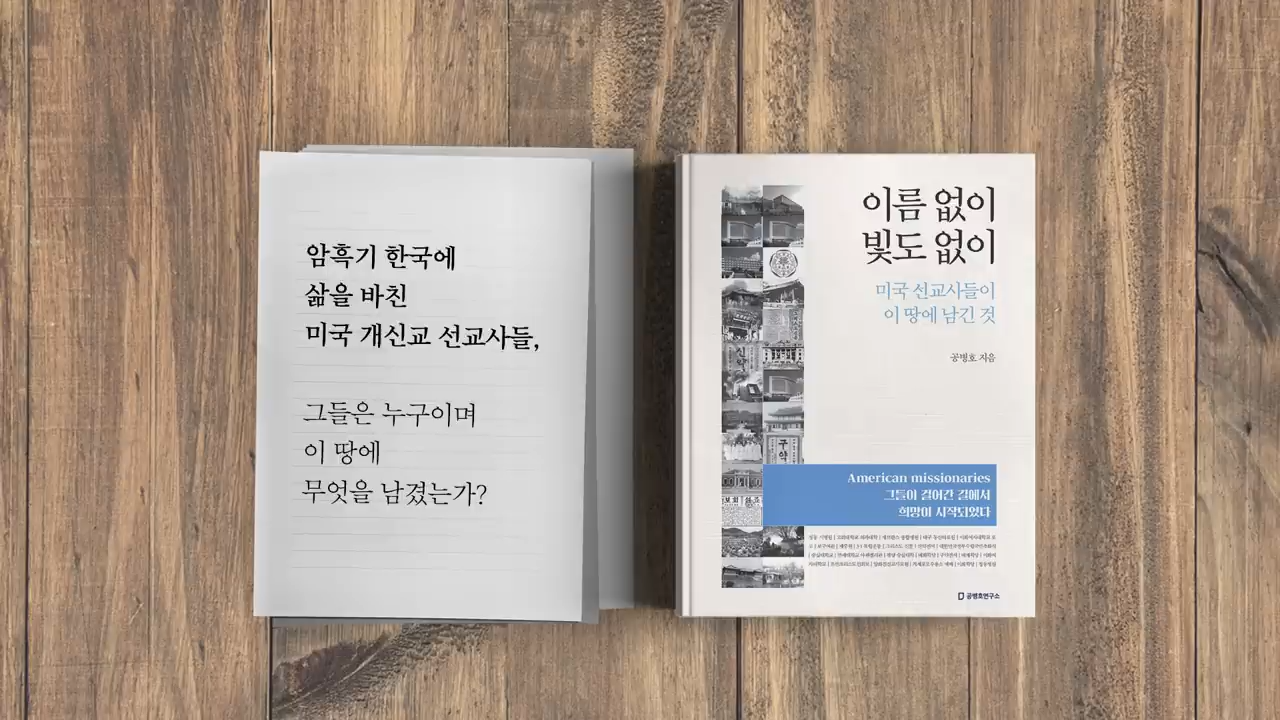 암흑기 한국에
삶을 바친
미국 개신교 선교사들,
그들은 누구이며
이 땅에
무엇을 남겼는가?
이름 없이
빛도 없이
미국 선교사들이
이 땅에 남긴 것
공병호 지음
구약
American missionaries
그들이 걸어간 길에서
희망이 시작되었다
공병호연구소